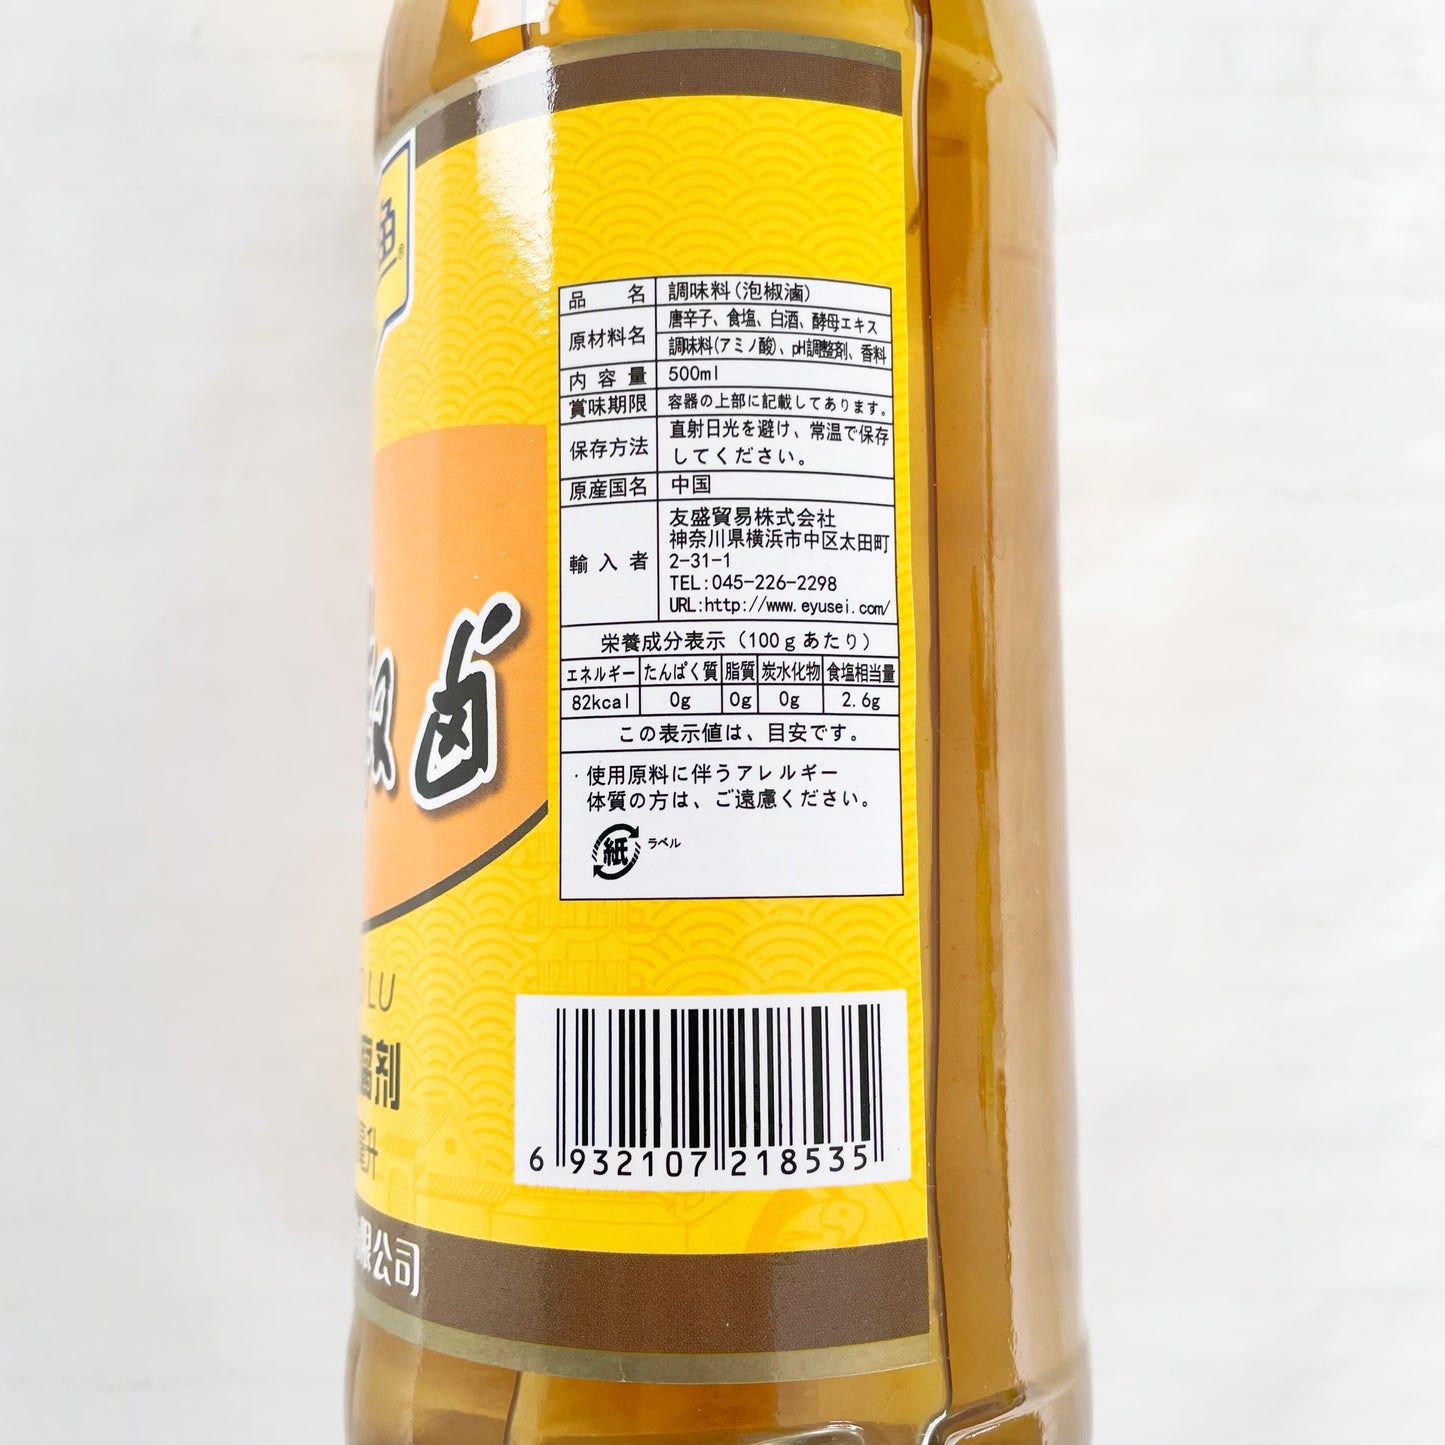 魚®
椒卤
LU
剂
毫升
限公司
品 名 調味料(泡椒滷)
原材料名 唐辛子、食塩、白酒、酵母エキス
調味料(アミノ酸)、pH調整剤、香料
内 容 量 500ml
賞味期限 容器の上部に記載してあります。
保存方法 直射日光を避け、常温で保存
してください。
原産国名 中国
輸 入 者 友盛貿易株式会社
神奈川県横浜市中区太田町
2-31-1
TEL:045-226-2298
URL:http://www.eyusei.com/
栄養成分表示(100gあたり)
エネルギー たんぱく質 脂質 炭水化物 食塩相当量
82kcal 0g 0g 0g 2.6g
この表示値は、目安です。
・使用原料に伴うアレルギー
体質の方は、ご遠慮ください。
紙 ラベル
6 932107 218535